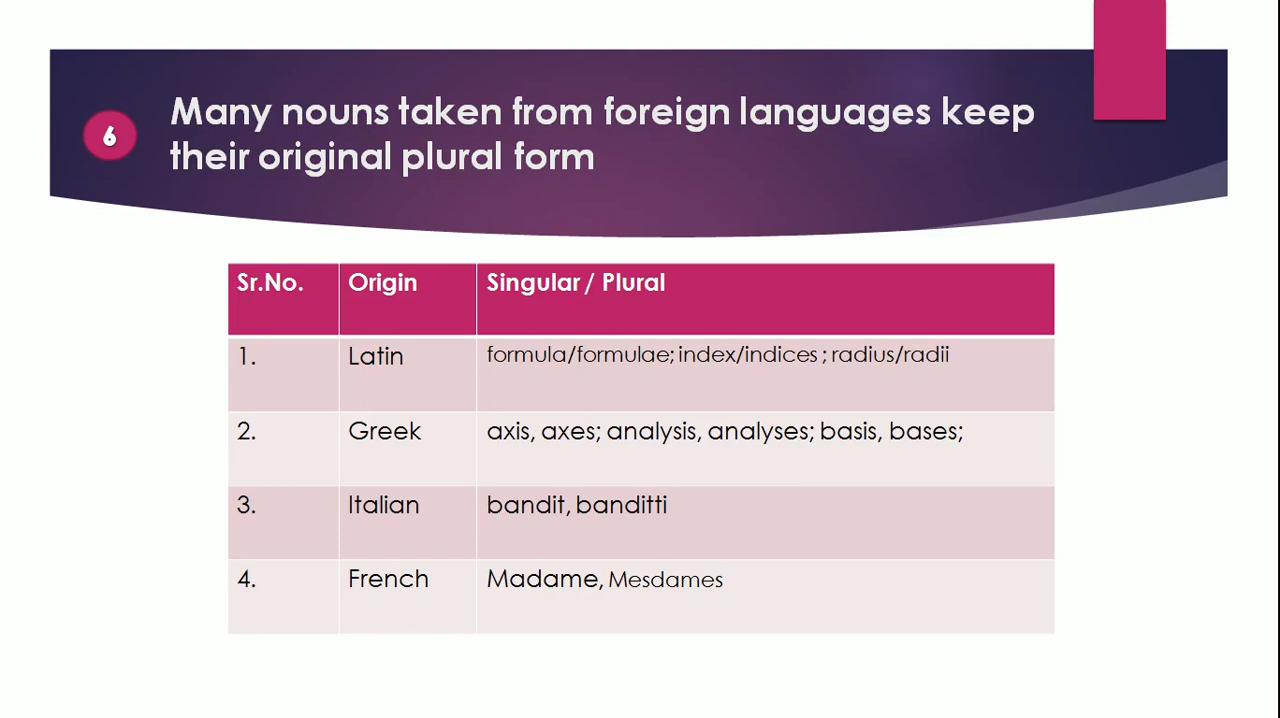 6
Many nouns taken from foreign languages keep
their original plural form
Sr.No. Origin Singular / Plural
1. Latin formula/formulae; index/indices ; radius/radii
2. Greek axis, axes; analysis, analyses; basis, bases;
3. Italian bandit, banditti
4. French Madame, Mesdames